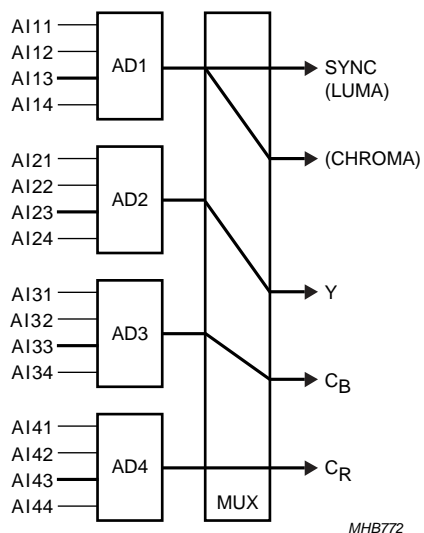 AI11
AI12
AI13
AI14
AD1
SYNC
(LUMA)
(CHROMA)
AI21
AI22
AI23
AI24
AD2
Y
AI31
AI32
AI33
AI34
AD3
CB
AI41
AI42
AI43
AI44
AD4
CR
MUX
MHB772